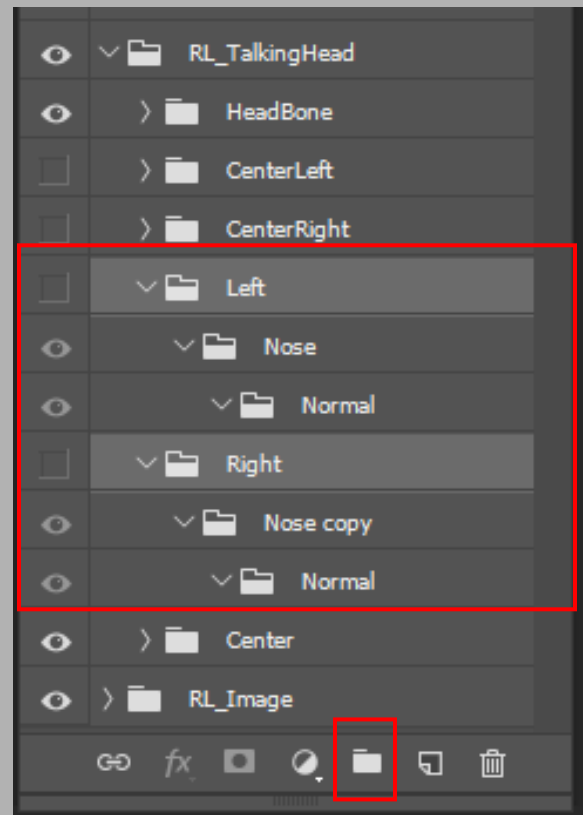 RL_TalkingHead
HeadBone
CenterLeft
CenterRight
Left
Nose
Normal
Right
Nose copy
Normal
Center
RL_Image
fx